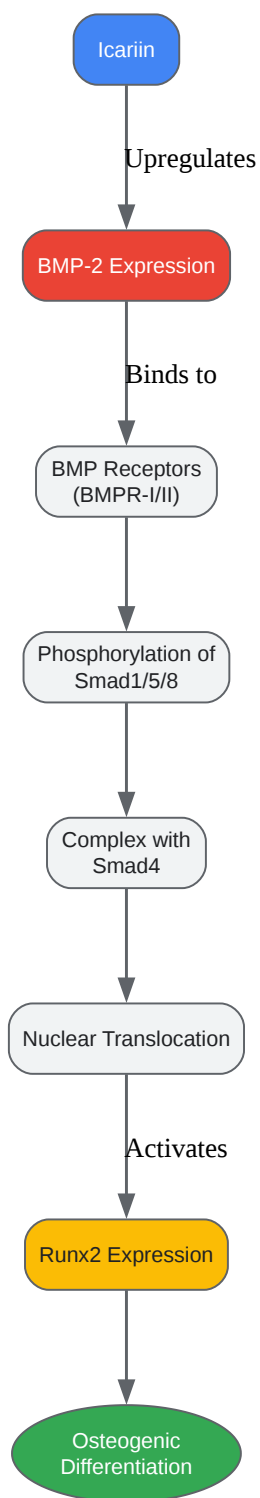 Icariin
Upregulates
BMP-2 Expression
Binds to
BMP Receptors
(BMPR-I/II)
Phosphorylation of
Smad1/5/8
Complex with
Smad4
Nuclear Translocation
Activates
Runx2 Expression
Osteogenic
Differentiation